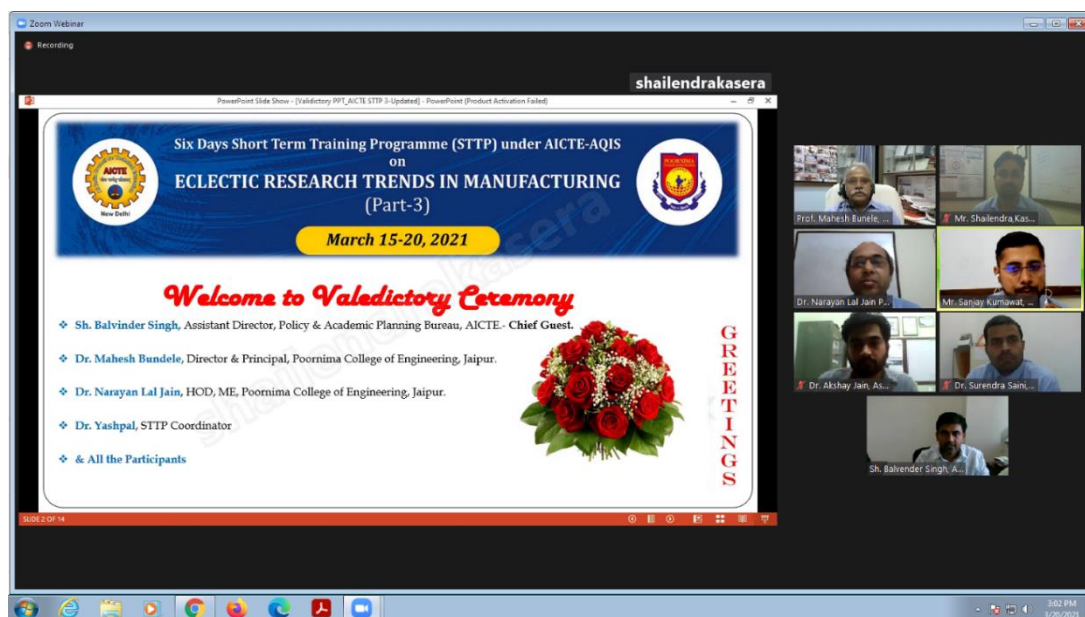 Zoom Webinar
Recording
shailendrakasera
PowerPoint Slide Show - [Validictory PPT_AICTE STTP 3-Updated] - PowerPoint (Product Activation Failed)
AICTE
New Delhi
Six Days Short Term Training Programme (STTP) under AICTE-AQIS
on
ECLECTIC RESEARCH TRENDS IN MANUFACTURING
(Part-3)
March 15-20, 2021
POORNIMA
Welcome to Valedictory Ceremony
❖ Sh. Balvinder Singh, Assistant Director, Policy & Academic Planning Bureau, AICTE.- Chief Guest.
❖ Dr. Mahesh Bundele, Director & Principal, Poornima College of Engineering, Jaipur.
❖ Dr. Narayan Lal Jain, HOD, ME, Poornima College of Engineering, Jaipur.
❖ Dr. Yashpal, STTP Coordinator
❖ & All the Participants
GREETINGS
shailendrakasera
SLIDE 2 OF 14
Prof. Mahesh Bunele, ...
Mr. Shailendra,Kas...
Dr. Narayan Lal Jain P...
Mr. Sanjay Kumawat, ...
Dr. Akshay Jain, As...
Dr. Surendra Saini,...
Sh. Balvender Singh, A...
3:02 PM
3/20/2021